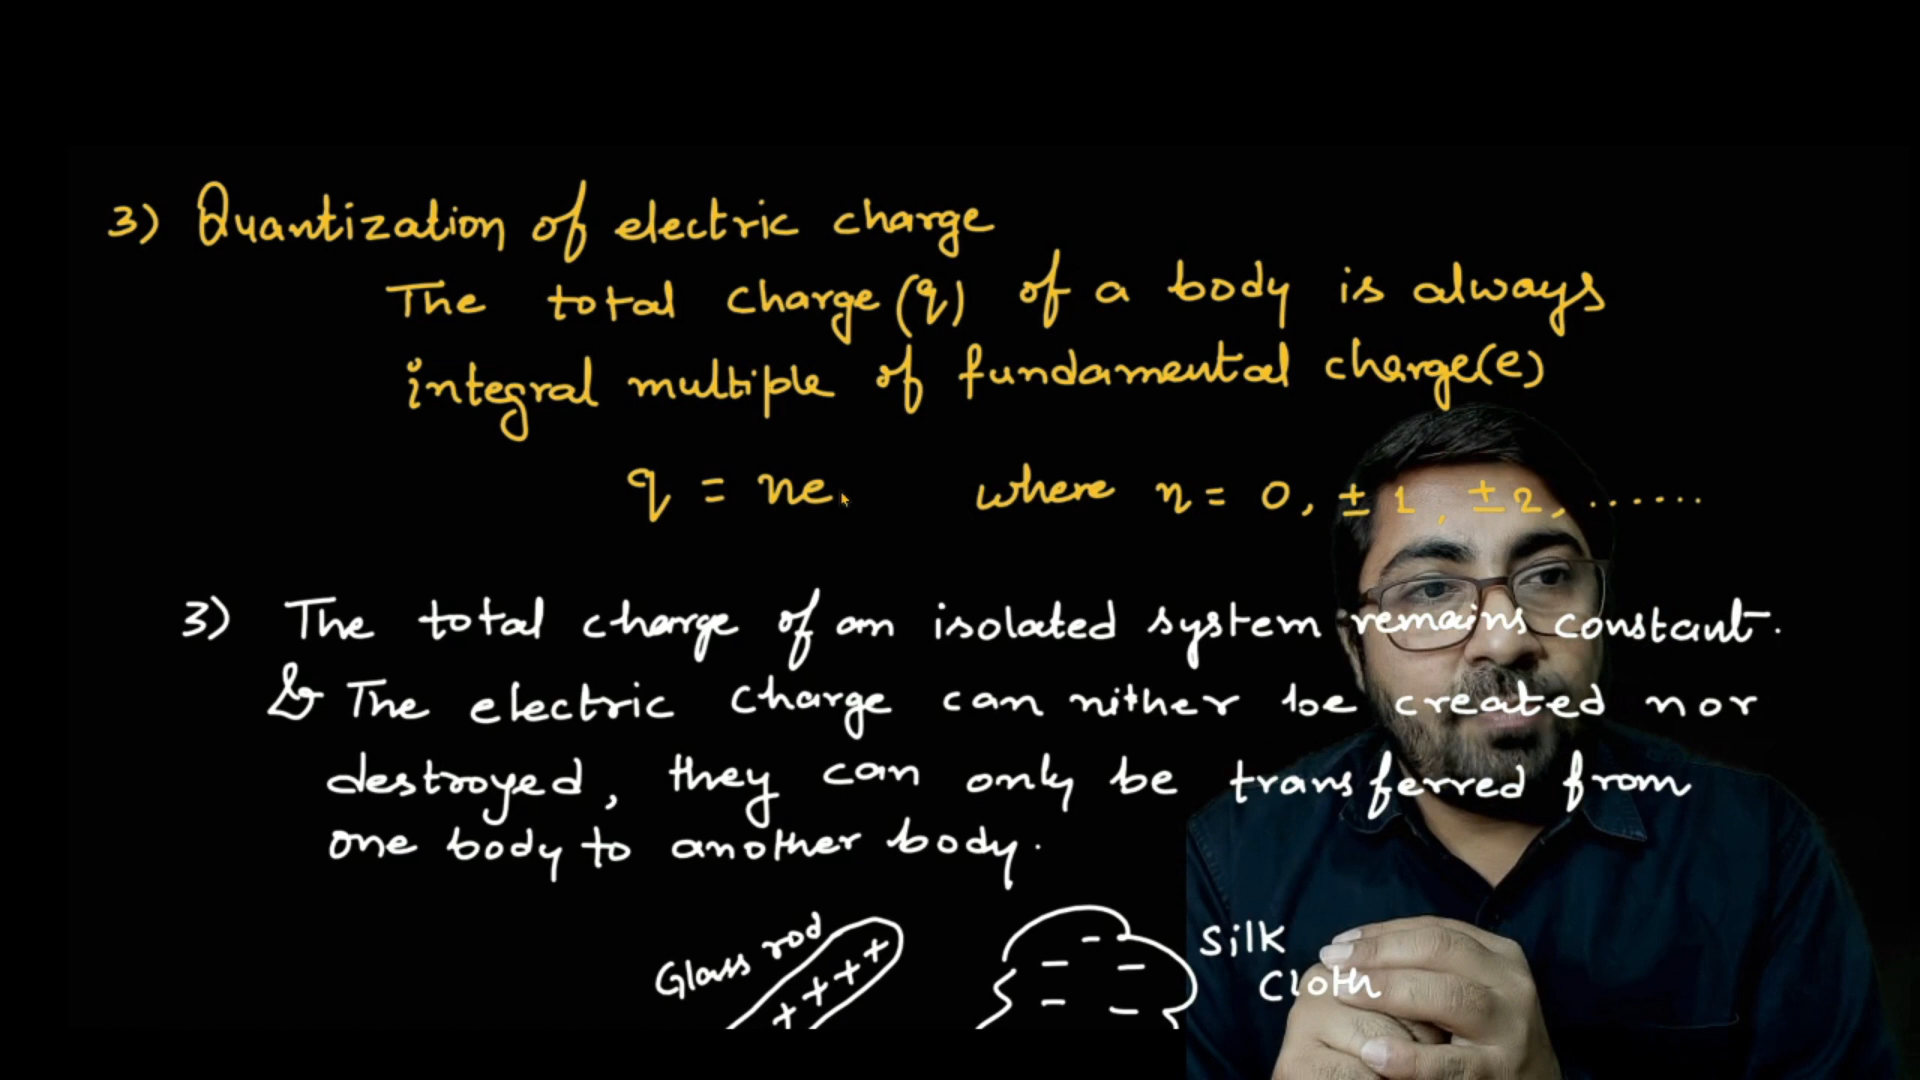 3) Quantization of electric charge
The total charge (q) of a body is always
integral multiple of fundamental charge(e)
q = ne where n = 0, ± 1, ± 2, ......
3) The total charge of an isolated system remains constant.
& The electric charge can nither be created nor
destroyed, they can only be transferred from
one body to another body.
Glass rod
+ + + +
- - - - -
Silk
Cloth